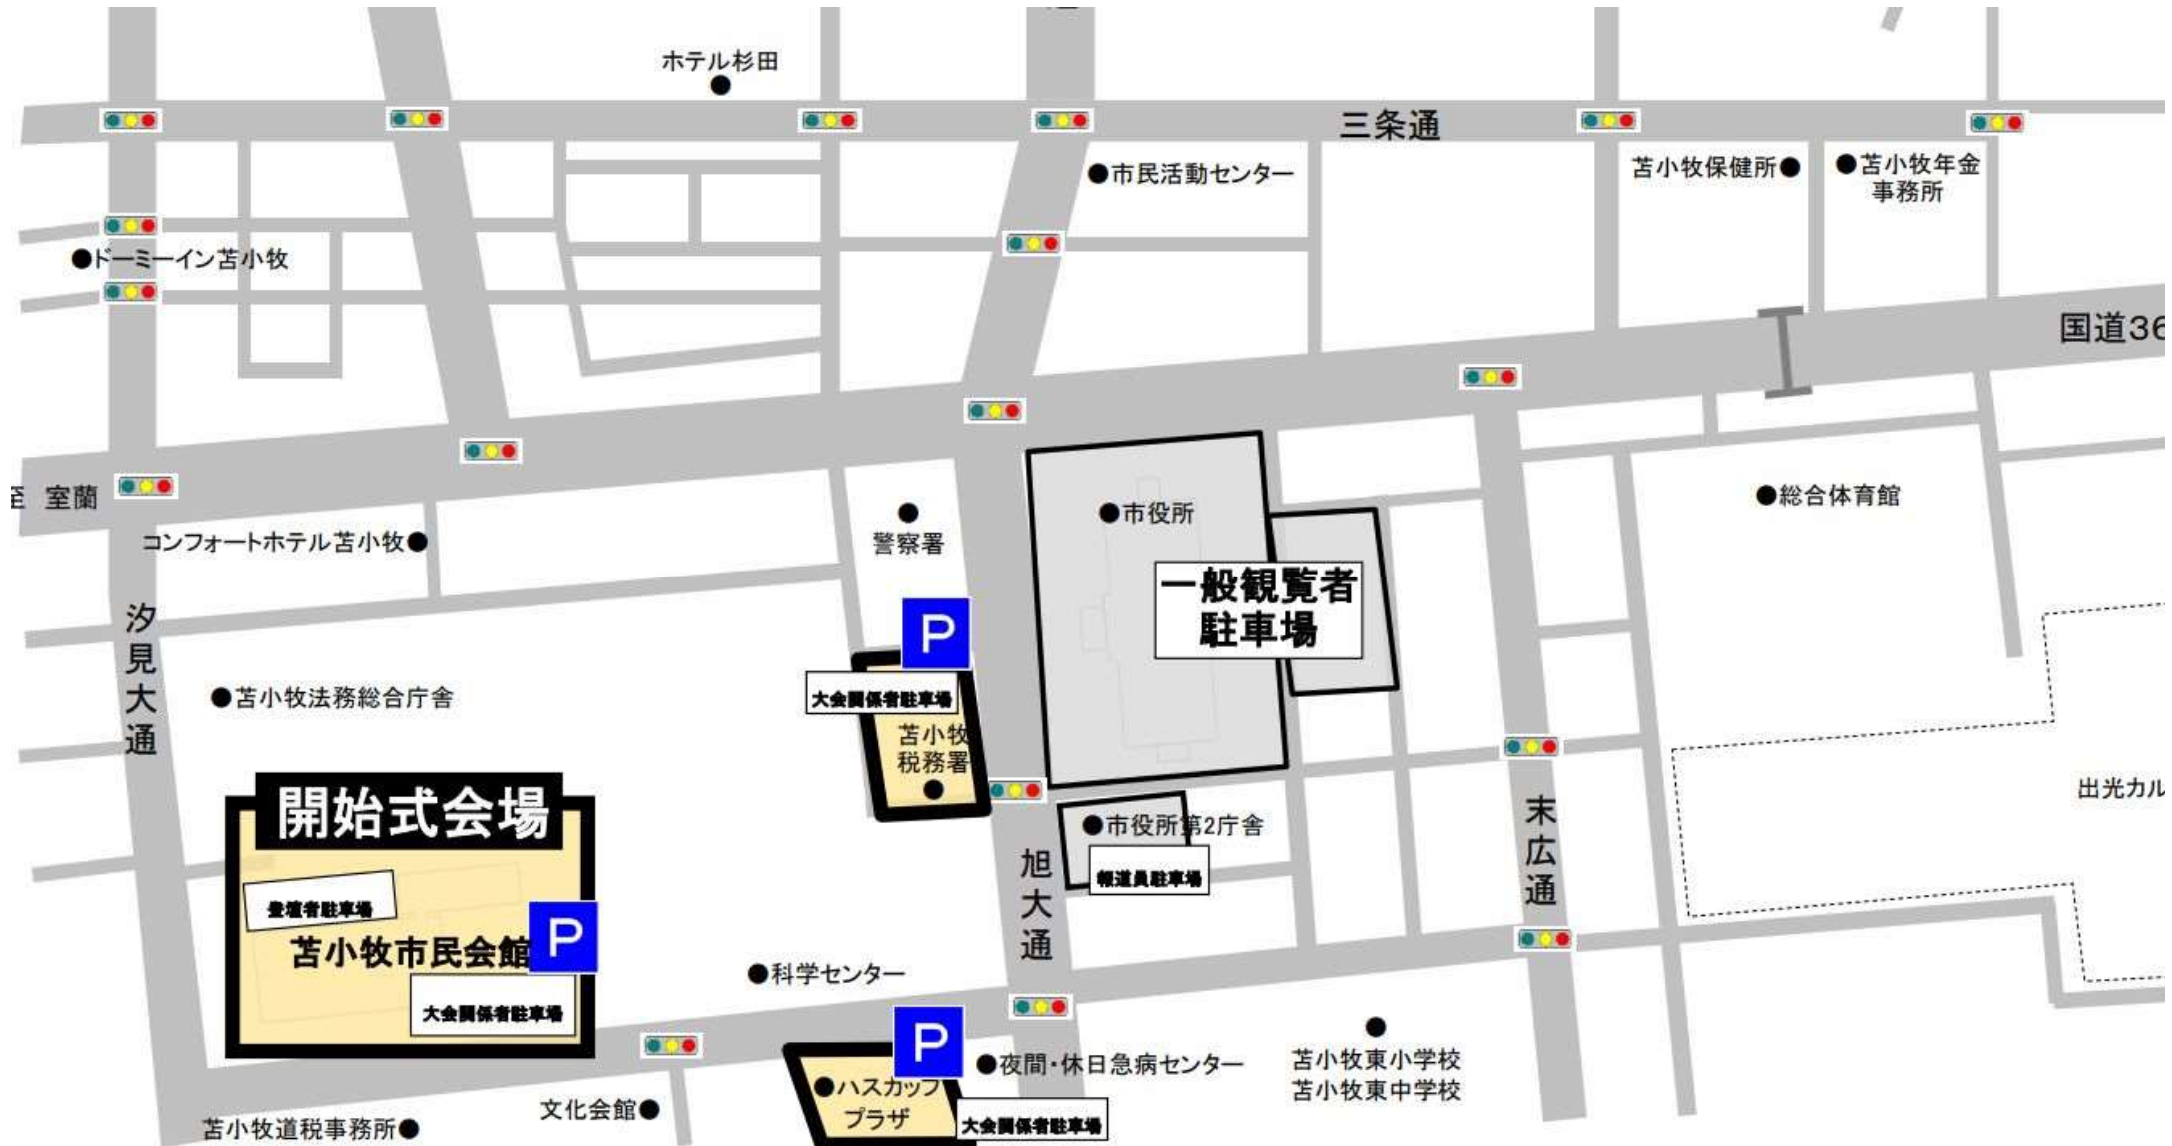 ホテル杉田
三条通
●市民活動センター
苫小牧保健所●
●苫小牧年金
事務所
●ドーミーイン苫小牧
国道36
室蘭
●市役所
警察署
●総合体育館
コンフォートホテル苫小牧●
一般観覧者
駐車場
P
汐見大通
●苫小牧法務総合庁舎
大会関係者駐車場
苫小牧
税務署
開始式会場
出光カル
●市役所第2庁舎
末広通
旭大通
報道員駐車場
登壇者駐車場
苫小牧市民会館
P
●科学センター
大会関係者駐車場
P
●夜間・休日急病センター
苫小牧東小学校
苫小牧東中学校
●ハスカップ
プラザ
文化会館●
大会関係者駐車場
苫小牧道税事務所●